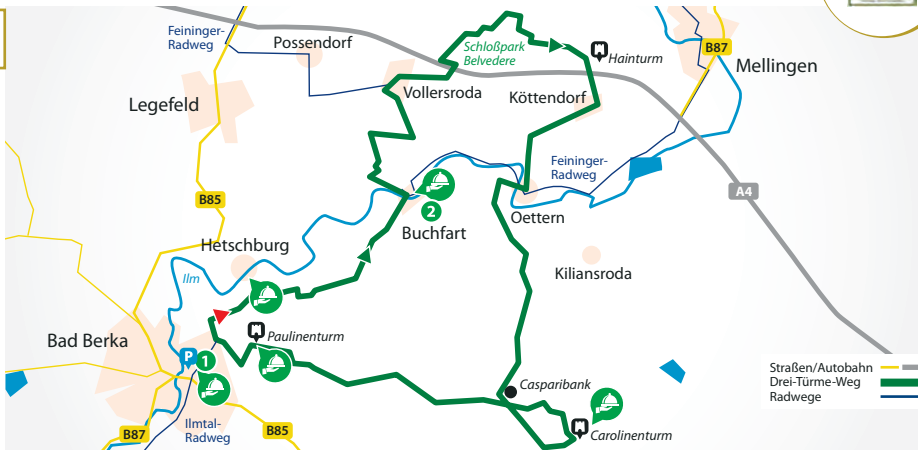 Feininger-
Radweg
Possendorf
Schloßpark
Belvedere
Hainturm
B87
Mellingen
Legefeld
Vollersroda
Köttendorf
Feininger-
Radweg
A4
B85
2
Oettern
Buchfart
Hetschburg
Kiliansroda
Ilm
Bad Berka
Paulinenturm
P
1
Casparibank
Straßen/Autobahn
Drei-Türme-Weg
Radwege
Carolinenturm
Ilmtal-
Radweg
B87
B85